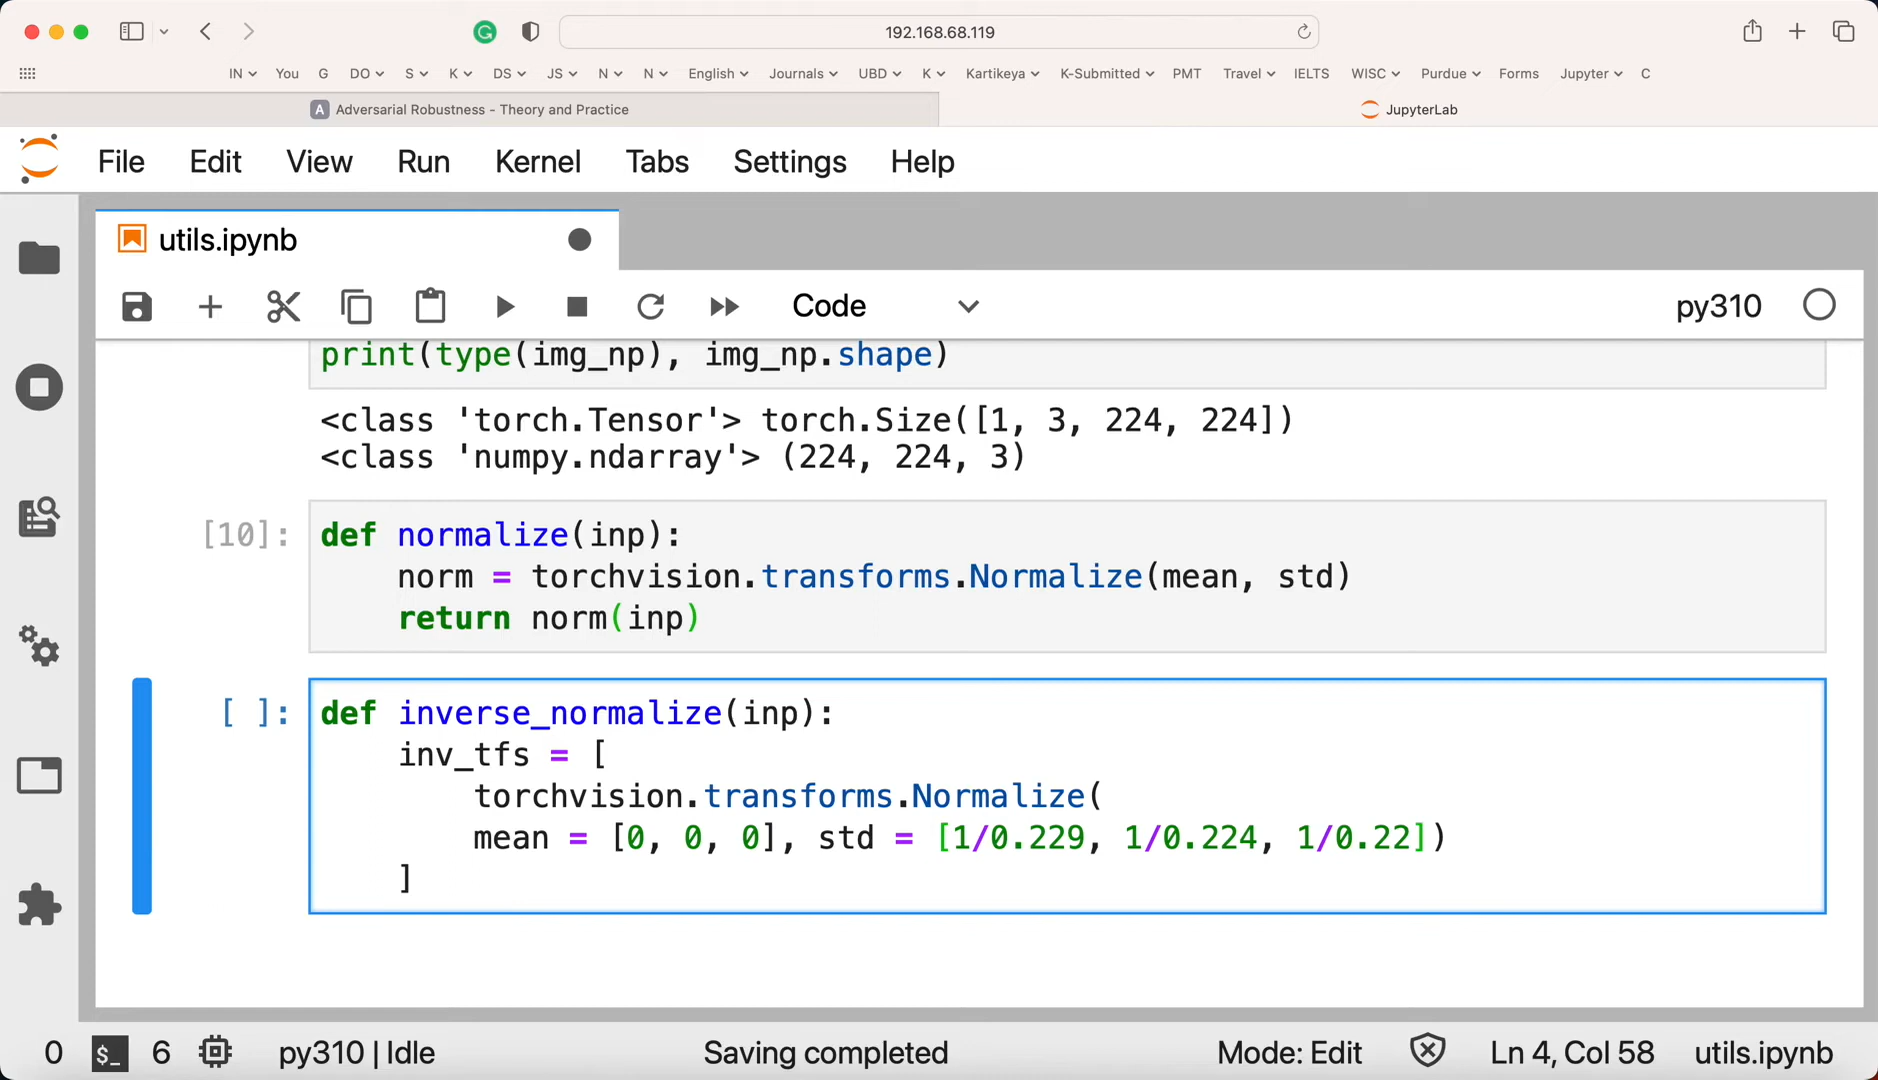 192.168.68.119
IN You G DO S K DS JS N N English Journals UBD K Kartikeya K-Submitted PMT Travel IELTS WISC Purdue Forms Jupyter C
A Adversarial Robustness - Theory and Practice
JupyterLab
File Edit View Run Kernel Tabs Settings Help
utils.ipynb
Code
py310
print(type(img_np), img_np.shape)
<class 'torch.Tensor'> torch.Size([1, 3, 224, 224])
<class 'numpy.ndarray'> (224, 224, 3)
[10]: def normalize(inp):
    norm = torchvision.transforms.Normalize(mean, std)
    return norm(inp)
[ ]: def inverse_normalize(inp):
    inv_tfs = [
        torchvision.transforms.Normalize(
        mean = [0, 0, 0], std = [1/0.229, 1/0.224, 1/0.22])
    ]
0 $_ 6 py310 | Idle Saving completed Mode: Edit Ln 4, Col 58 utils.ipynb